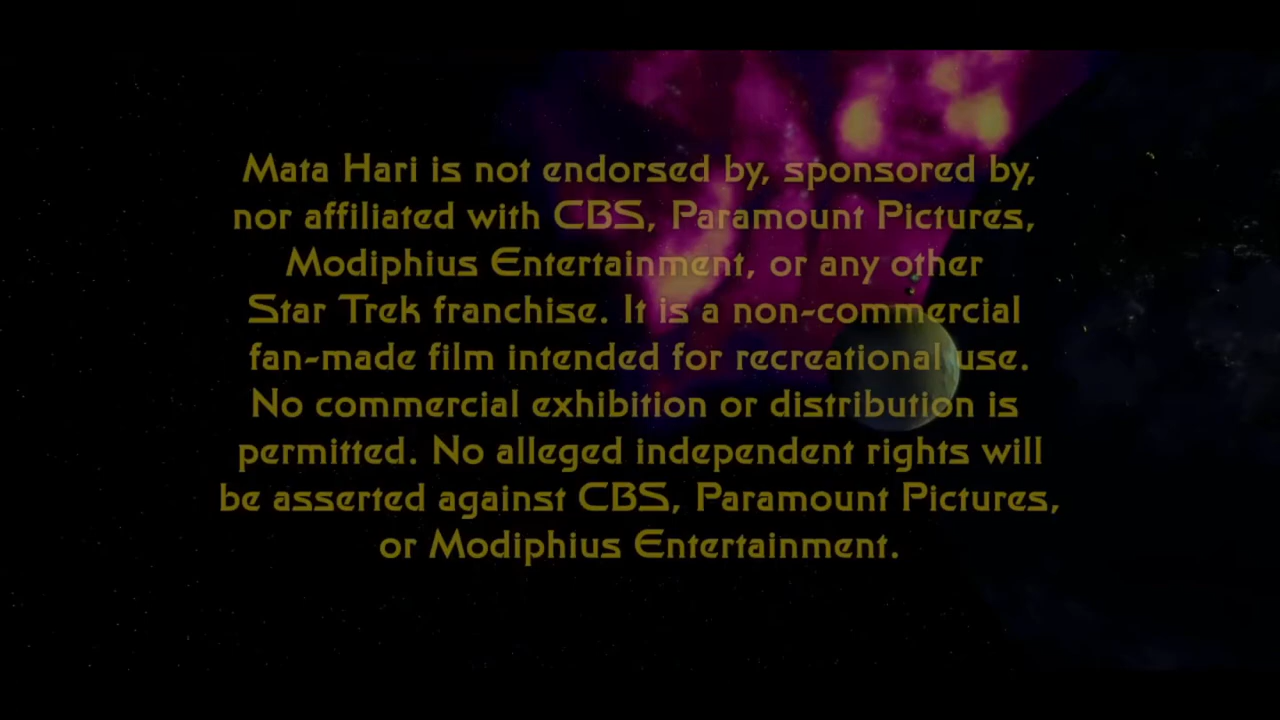 Mata Hari is not endorsed by, sponsored by,
nor affiliated with CBS, Paramount Pictures,
Modiphius Entertainment, or any other
Star Trek franchise. It is a non-commercial
fan-made film intended for recreational use.
No commercial exhibition or distribution is
permitted. No alleged independent rights will
be asserted against CBS, Paramount Pictures,
or Modiphius Entertainment.